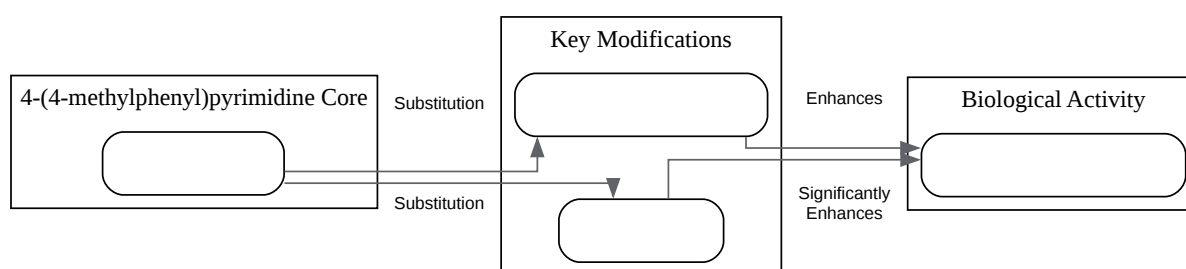 Key Modifications
4-(4-methylphenyl)pyrimidine Core
Substitution
Enhances
Biological Activity
Substitution
Significantly
Enhances